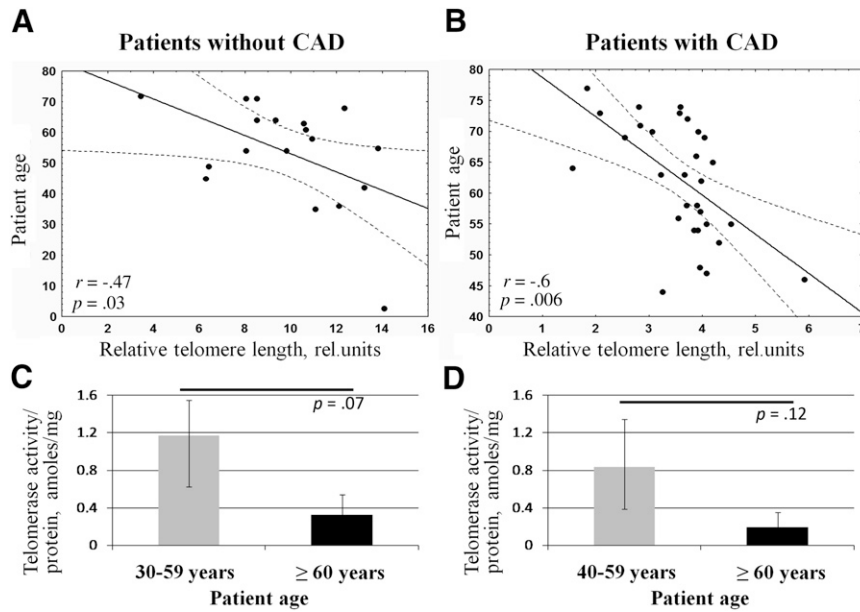 A
Patients without CAD
80
70
60
50
40
30
20
10
0
Patient age
r = -.47
p = .03
0 2 4 6 8 10 12 14 16
Relative telomere length, rel.units
B
Patients with CAD
80
75
70
65
60
55
50
45
40
Patient age
r = -.6
p = .006
0 1 2 3 4 5 6 7
Relative telomere length, rel.units
C
Telomerase activity/
protein, amoles/mg
1.6
1.2
0.8
0.4
0
p = .07
30-59 years ≥ 60 years
Patient age
D
Telomerase activity/
protein, amoles/mg
1.6
1.2
0.8
0.4
0
p = .12
40-59 years ≥ 60 years
Patient age